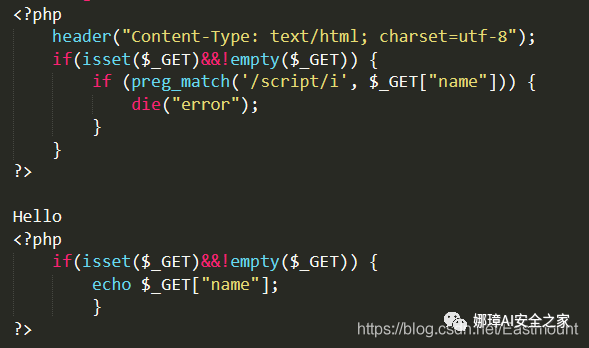 <?php
header("Content-Type: text/html; charset=utf-8");
if(isset($_GET)&&!empty($_GET)) {
if (preg_match('/script/i', $_GET["name"])) {
die("error");
}
}
?>
Hello
<?php
if(isset($_GET)&&!empty($_GET)) {
echo $_GET["name"];
}
?>
娜璋AI安全之家
https://blog.csdn.net/Eastmount